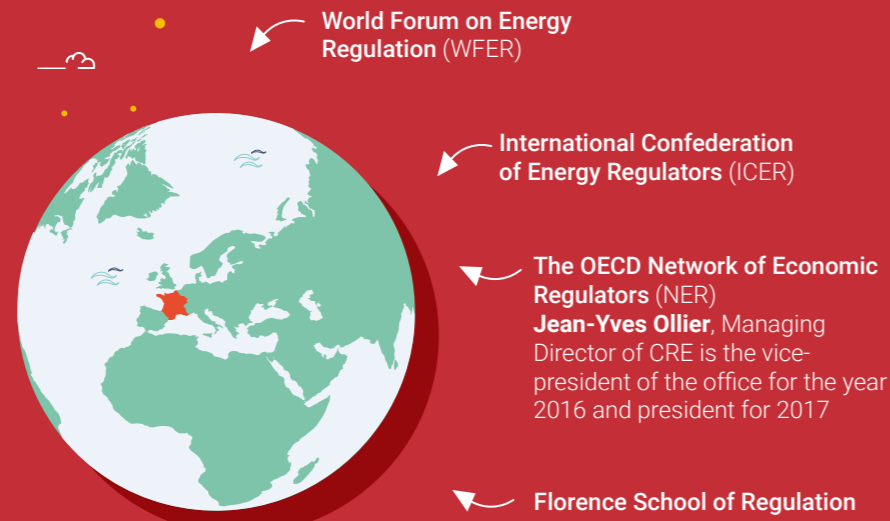 World Forum on Energy
Regulation (WFER)
International Confederation
of Energy Regulators (ICER)
The OECD Network of Economic
Regulators (NER)
Jean-Yves Ollier, Managing
Director of CRE is the vice-
president of the office for the year
2016 and president for 2017
Florence School of Regulation